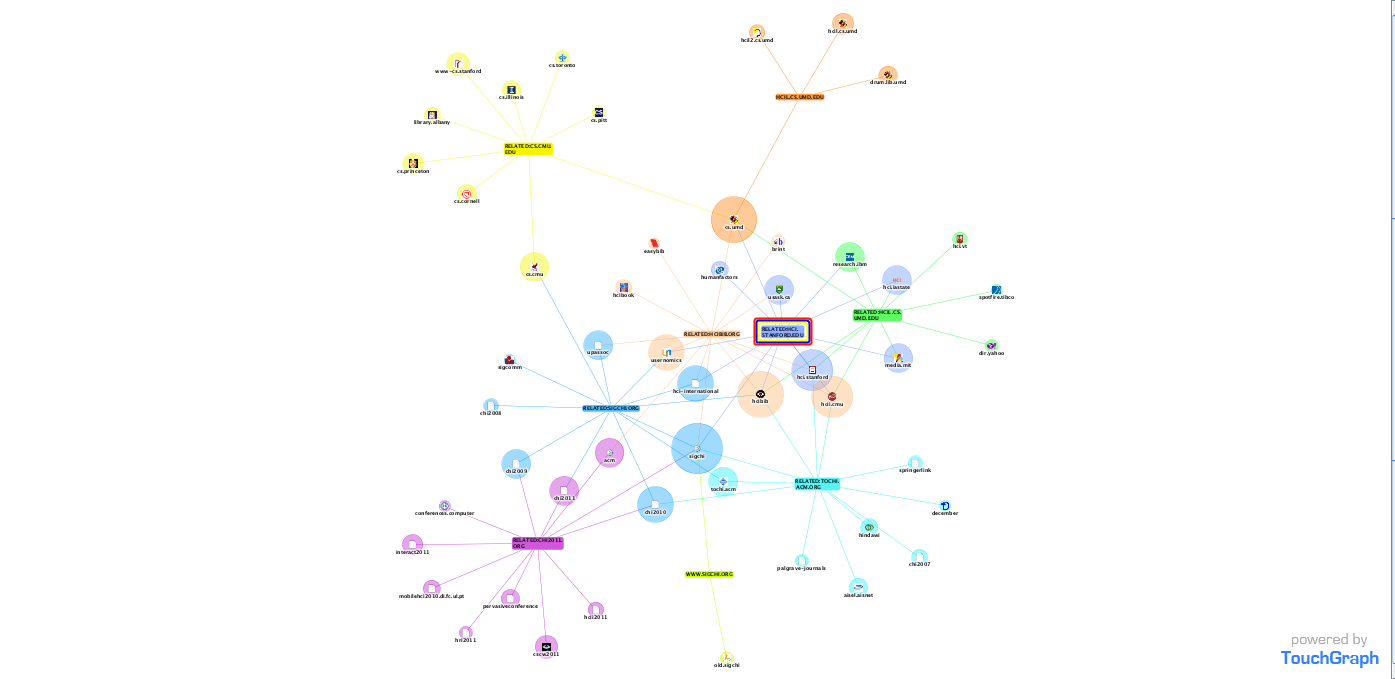 hcil2.cs.umd
hcil.cs.umd
drum.lib.umd
HCIL.CS.UMD.EDU
www-cs.stanford
cs.toronto
cs.illinois
library.albany
cs.pitt
RELATED:CS.CMU.
EDU
cs.princeton
cs.cornell
cs.umd
easybib
brint
hci.vt
research.ibm
cs.cmu
humanfactors
hci.iastate
hcibook
usask.ca
spotfire.tibco
RELATED:HCIL.CS.
UMD.EDU
RELATED:HCIBIB.ORG
RELATED:HCI.
STANFORD.EDU
upassoc
usernomics
dir.yahoo
sigcomm
media.mit
hci.stanford
hci-international
hcibib
hci.cmu
chi2008
RELATED:SIGCHI.ORG
sigchi
acm
chi2009
springerlink
tochi.acm
RELATED:TOCHI.
ACM.ORG
chi2011
chi2010
conferences.computer
december
hindawi
RELATED:CHI2011.
ORG
interact2011
chi2007
palgrave-journals
WWW.SIGCHI.ORG
mobilehci2010.di.fc.ul.pt
aisel.aisnet
pervasiveconference
hcii2011
hri2011
cscw2011
old.sigchi
powered by
TouchGraph